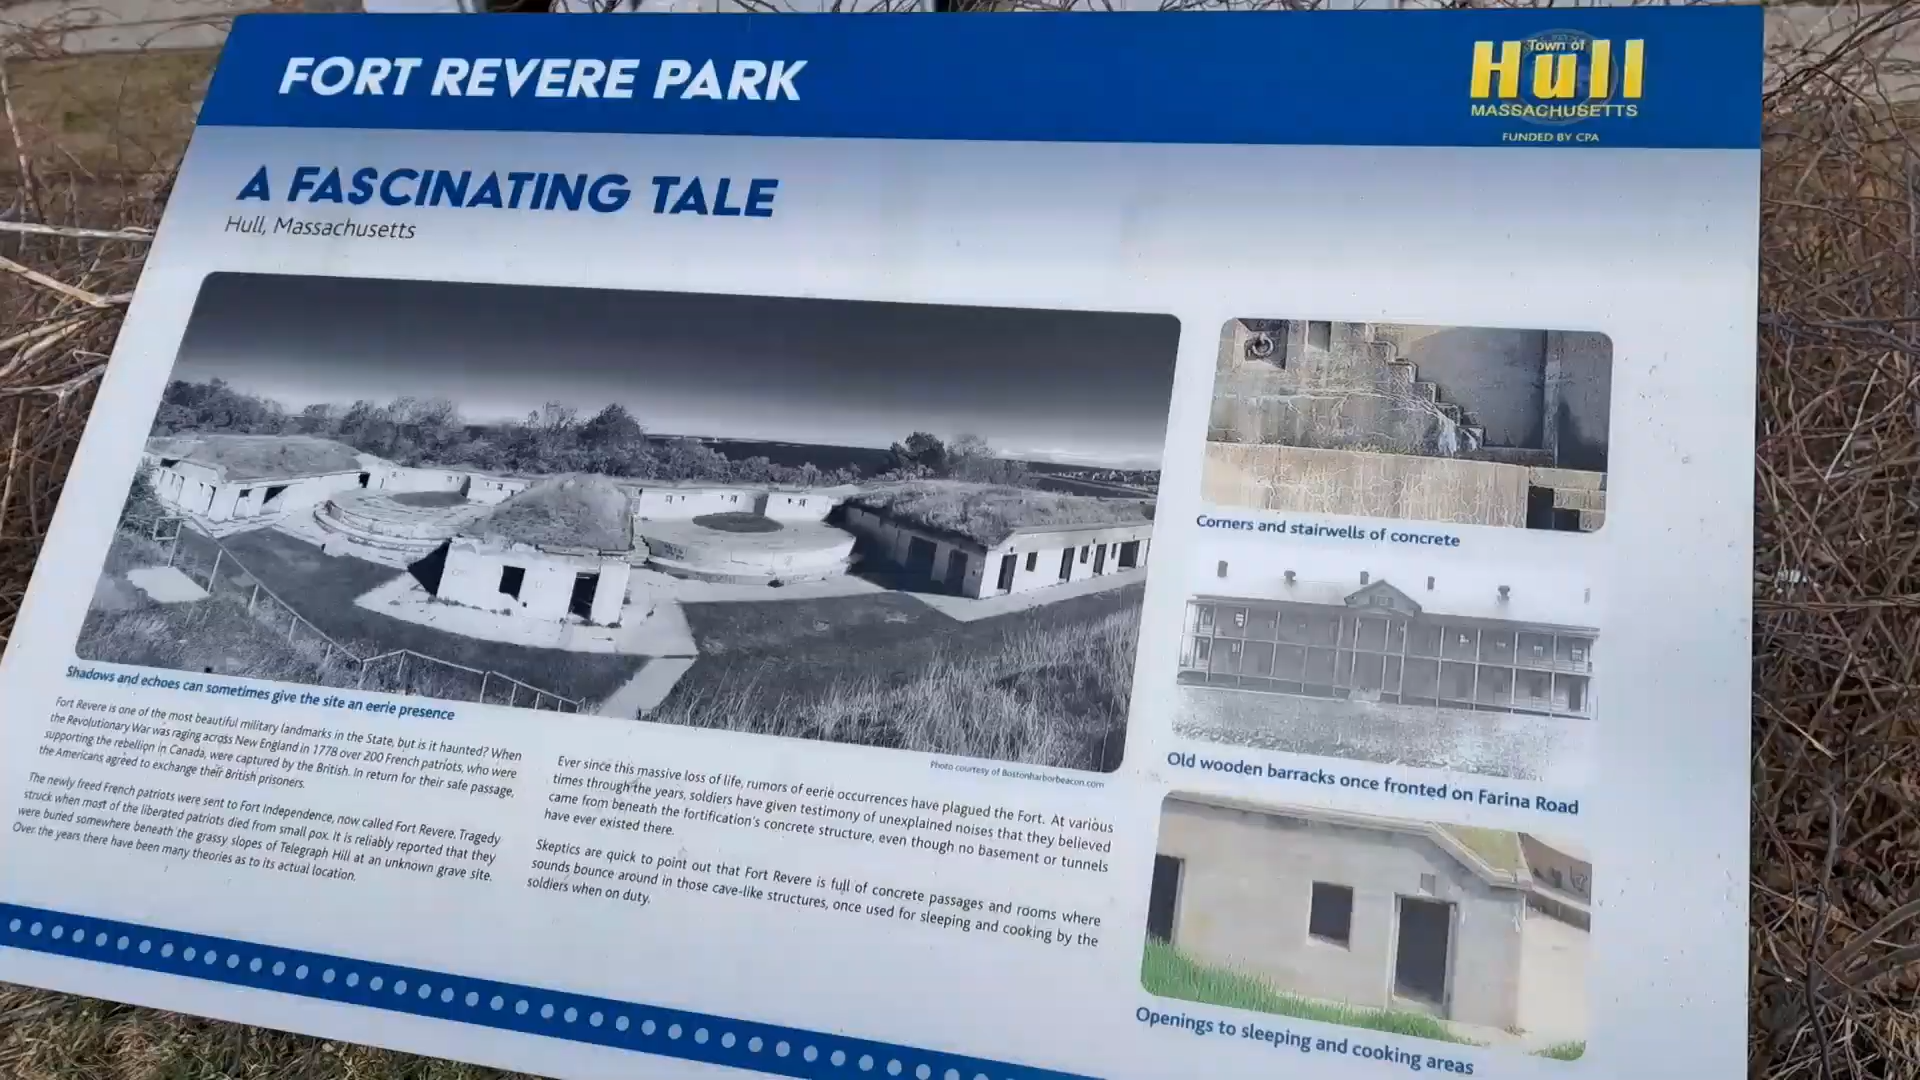 FORT REVERE PARK
Town of
Hull
MASSACHUSETTS
FUNDED BY CPA
A FASCINATING TALE
Hull, Massachusetts
Shadows and echoes can sometimes give the site an eerie presence
Photo courtesy of Bostonharborbeacon.com
Fort Revere is one of the most beautiful military landmarks in the State, but is it haunted? When
the Revolutionary War was raging across New England in 1778 over 200 French patriots, who were
supporting the rebellion in Canada, were captured by the British. In return for their safe passage,
the Americans agreed to exchange their British prisoners.
The newly freed French patriots were sent to Fort Independence, now called Fort Revere. Tragedy
struck when most of the liberated patriots died from small pox. It is reliably reported that they
were buried somewhere beneath the grassy slopes of Telegraph Hill at an unknown grave site.
Over the years there have been many theories as to its actual location.
Ever since this massive loss of life, rumors of eerie occurrences have plagued the Fort. At various
times through the years, soldiers have given testimony of unexplained noises that they believed
came from beneath the fortification's concrete structure, even though no basement or tunnels
have ever existed there.
Skeptics are quick to point out that Fort Revere is full of concrete passages and rooms where
sounds bounce around in those cave-like structures, once used for sleeping and cooking by the
soldiers when on duty.
Corners and stairwells of concrete
Old wooden barracks once fronted on Farina Road
Openings to sleeping and cooking areas